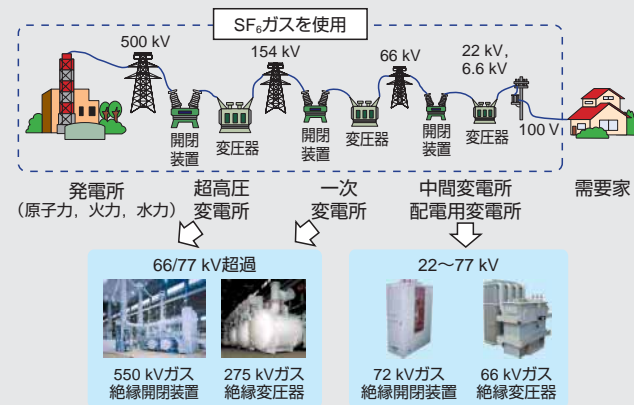 SF₆ガスを使用
500 kV
154 kV
66 kV
22 kV,
6.6 kV
開閉
装置
変圧器
開閉
装置
変圧器
開閉
装置
変圧器
100 V
発電所
（原子力，火力，水力）
超高圧
変電所
一次
変電所
中間変電所
配電用変電所
需要家
66/77 kV超過
550 kVガス
絶縁開閉装置
275 kVガス
絶縁変圧器
22～77 kV
72 kVガス
絶縁開閉装置
66 kVガス
絶縁変圧器